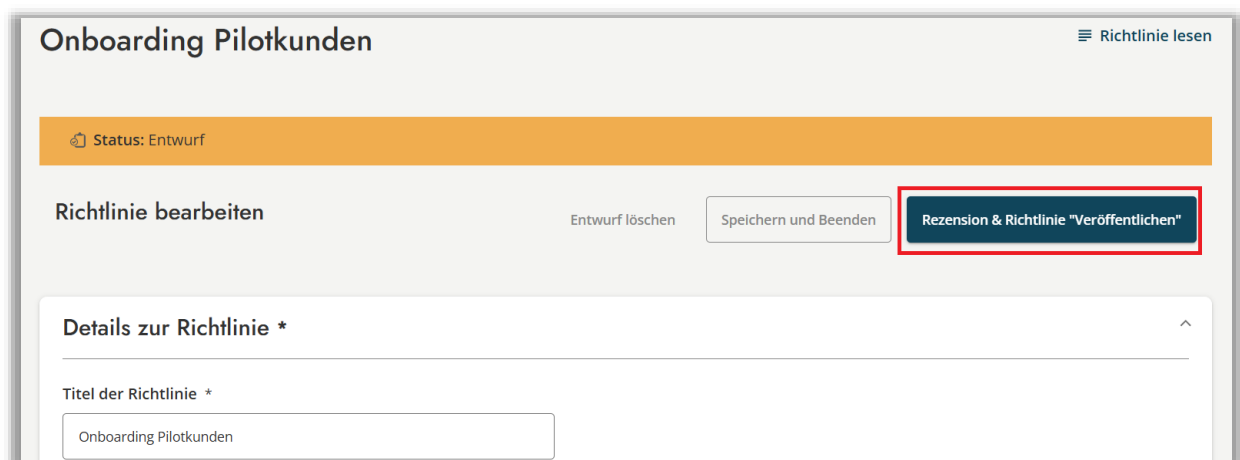 Onboarding Pilotkunden
Richtlinie lesen
Status: Entwurf
Richtlinie bearbeiten
Entwurf löschen
Speichern und Beenden
Rezension & Richtlinie "Veröffentlichen"
Details zur Richtlinie *
Titel der Richtlinie *
Onboarding Pilotkunden